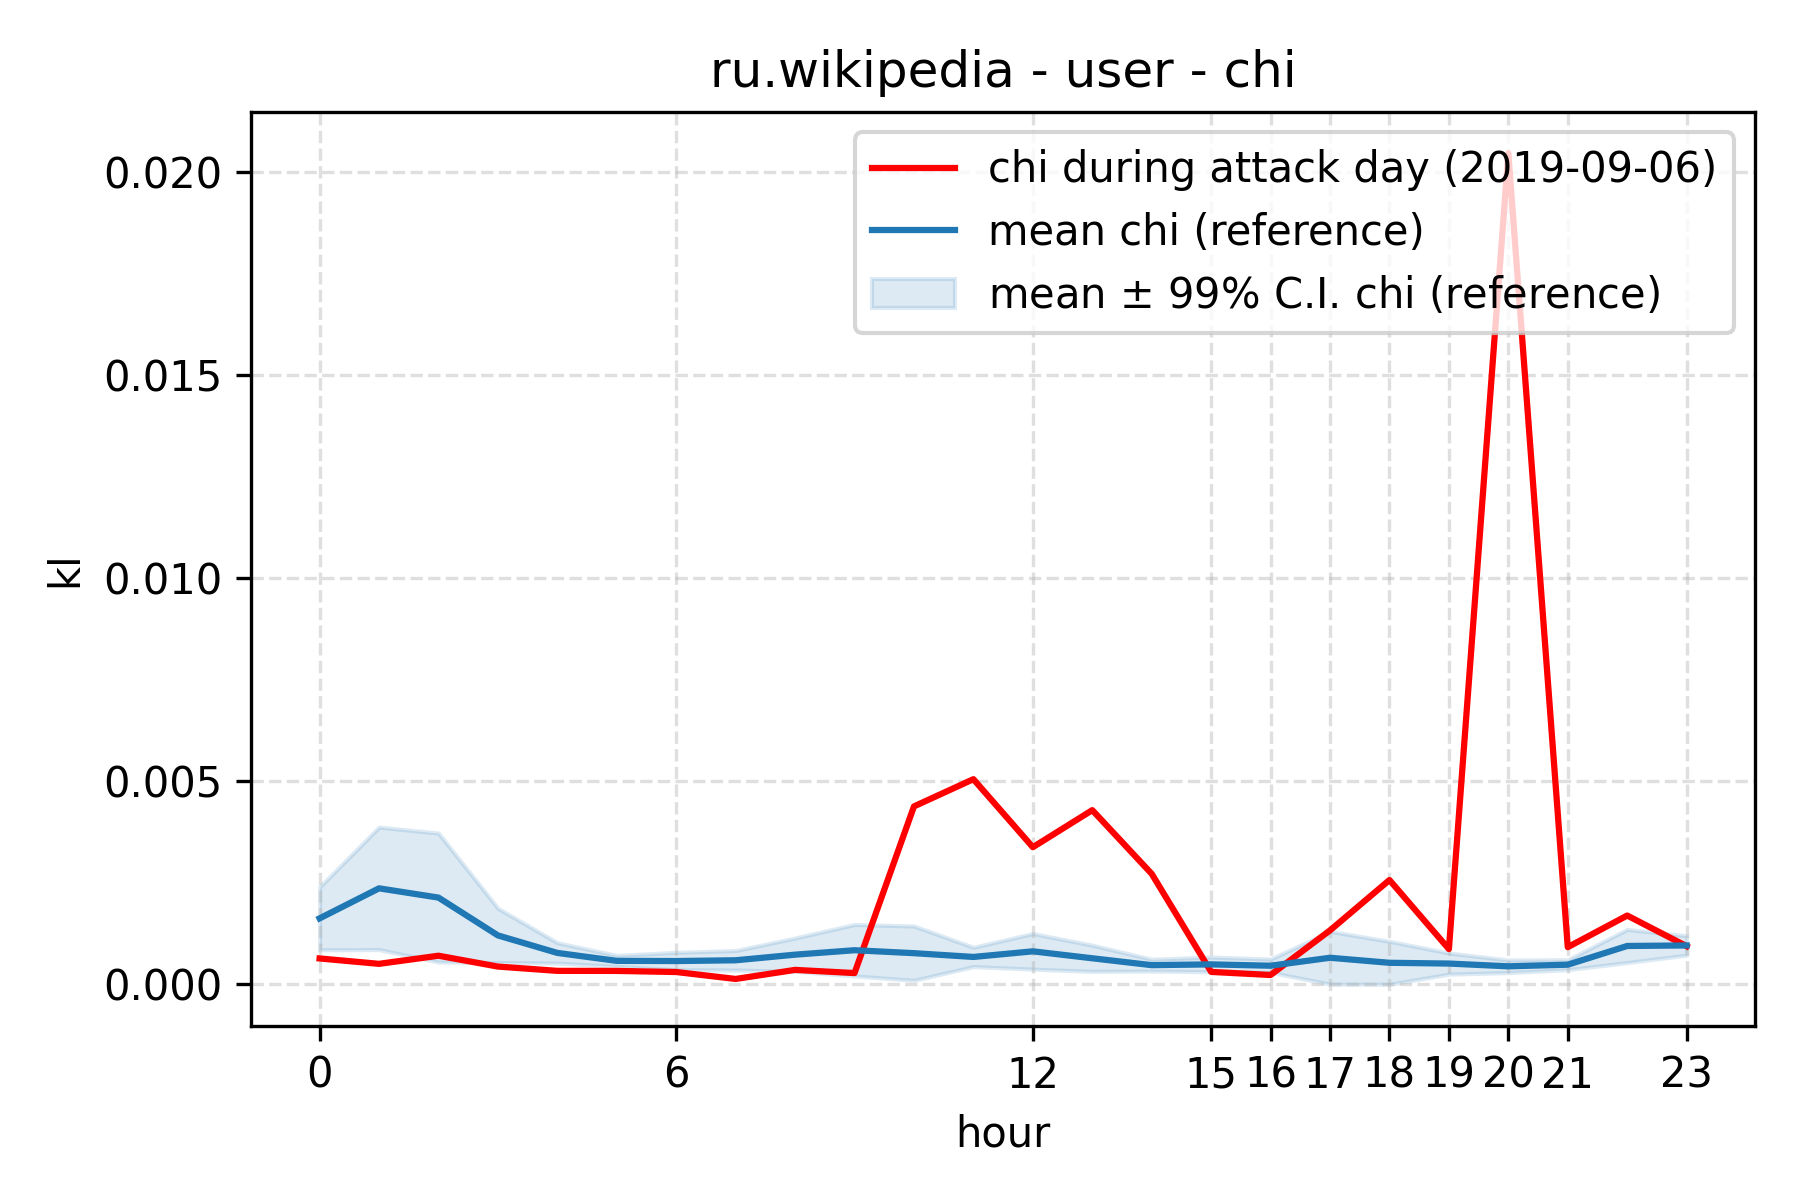 ru.wikipedia - user - chi
chi during attack day (2019-09-06)
mean chi (reference)
mean ± 99% C.I. chi (reference)
kl
0.020
0.015
0.010
0.005
0.000
0 6 12 15 16 17 18 19 20 21 23
hour